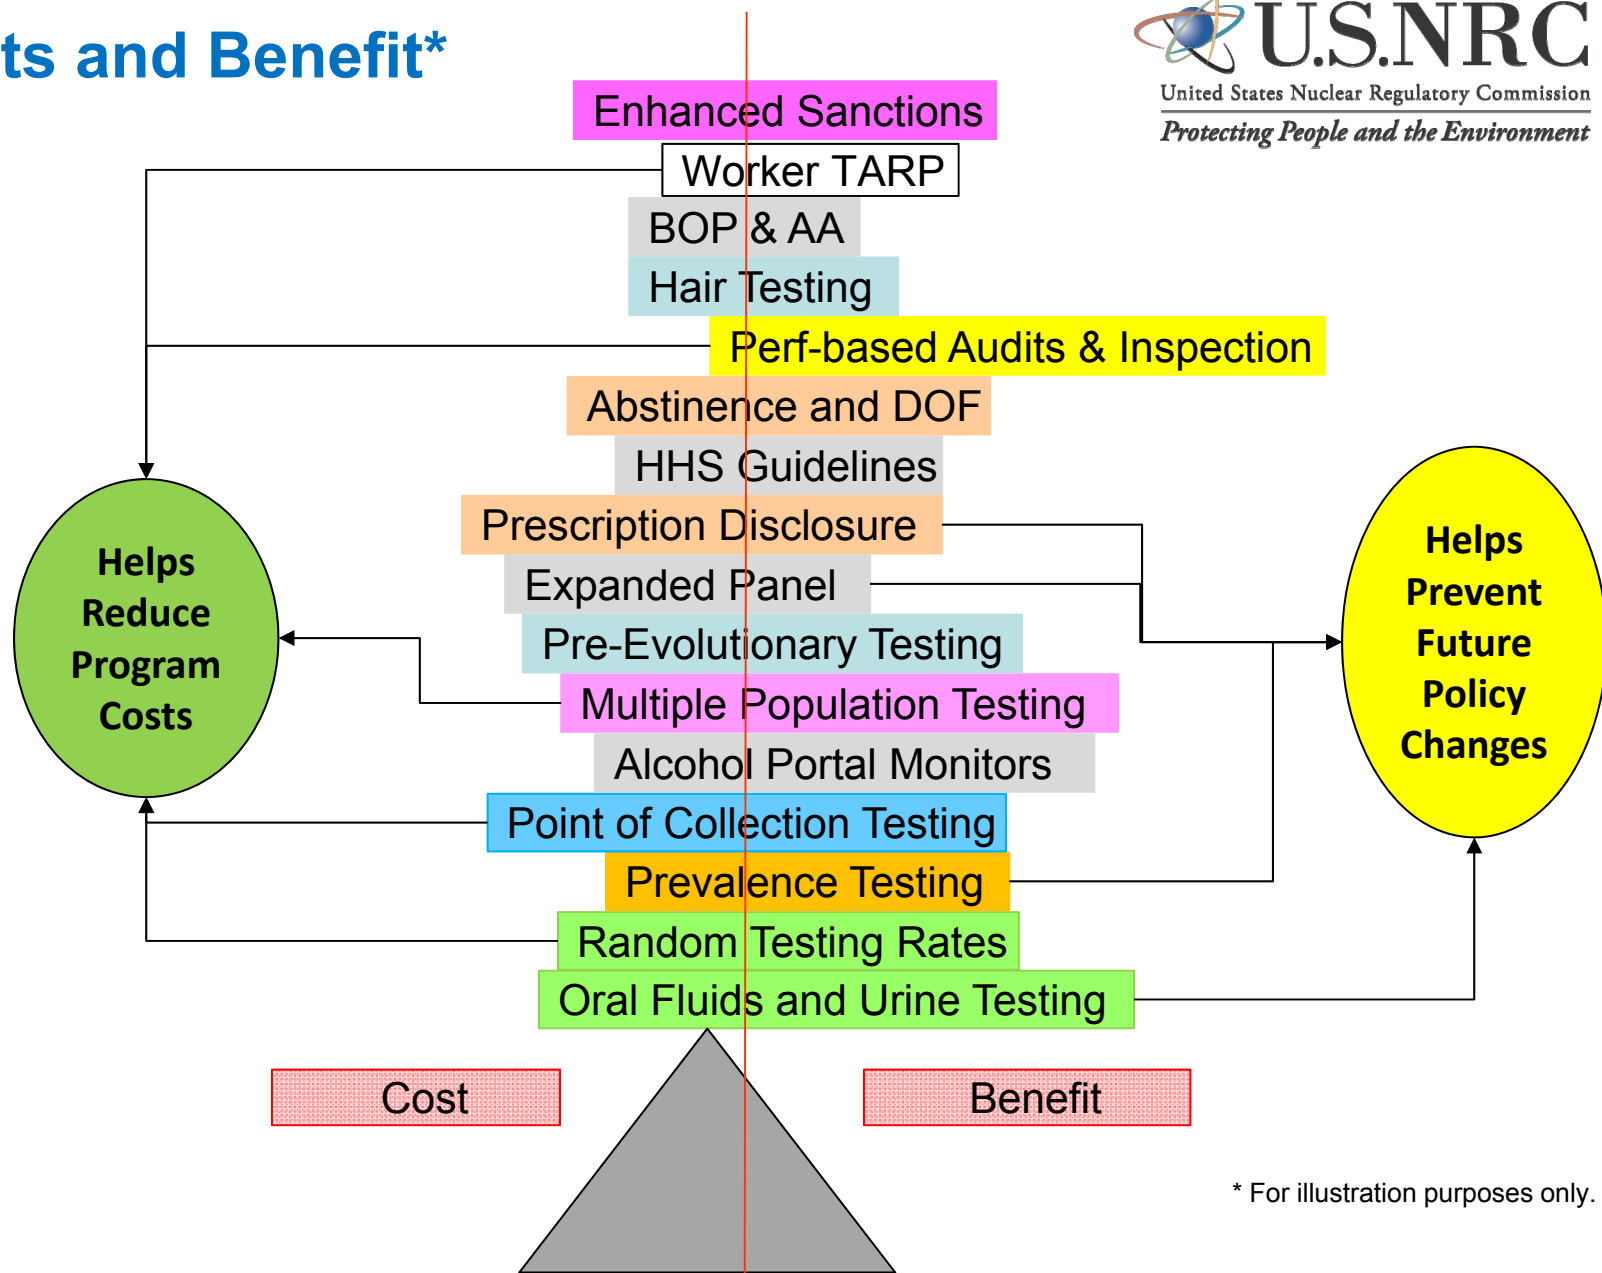 ts and Benefit*
U.S.NRC
United States Nuclear Regulatory Commission
Protecting People and the Environment
Enhanced Sanctions
Worker TARP
BOP & AA
Hair Testing
Perf-based Audits & Inspection
Abstinence and DOF
HHS Guidelines
Prescription Disclosure
Expanded Panel
Pre-Evolutionary Testing
Multiple Population Testing
Alcohol Portal Monitors
Point of Collection Testing
Prevalence Testing
Random Testing Rates
Oral Fluids and Urine Testing
Helps
Reduce
Program
Costs
Helps
Prevent
Future
Policy
Changes
Cost
Benefit
* For illustration purposes only.